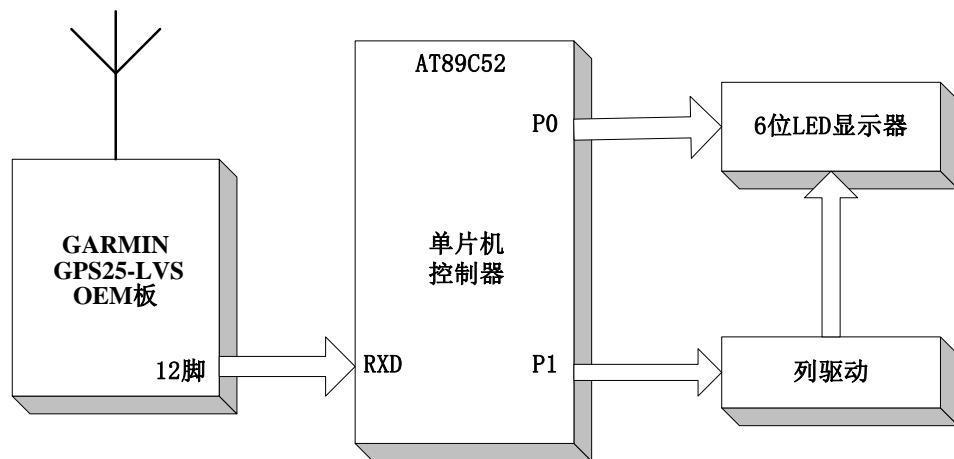 GARMIN
GPS25-LVS
OEM板
12脚
AT89C52
P0
单片机
控制器
RXD
P1
6位LED显示器
列驱动